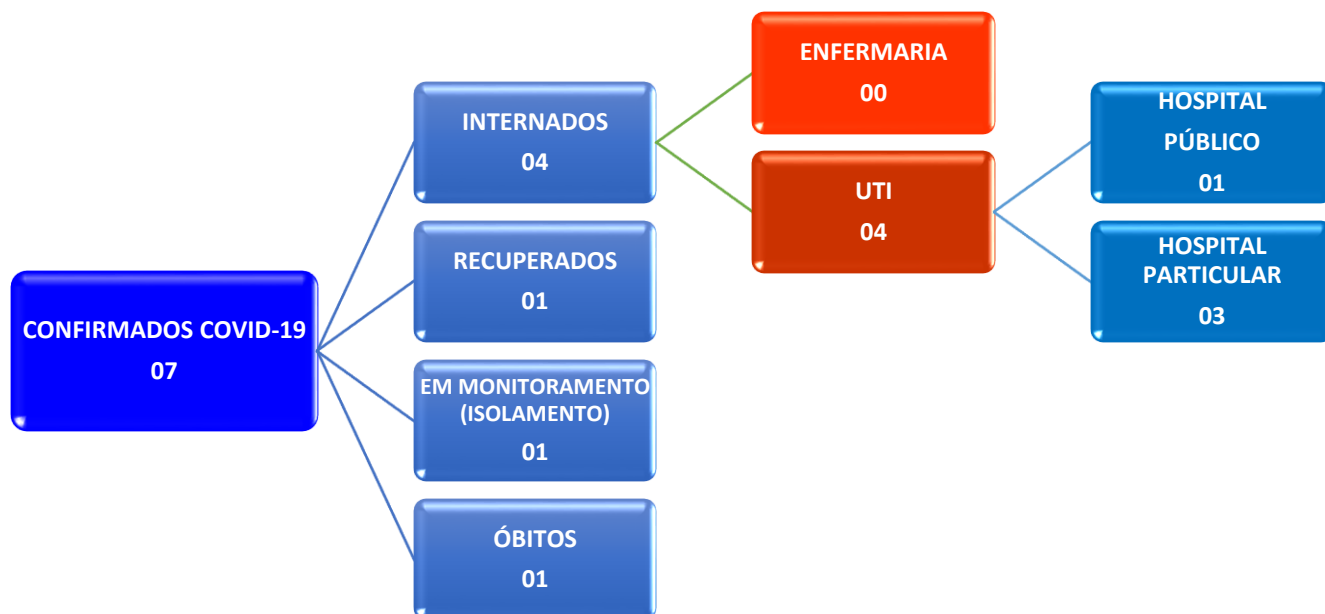 CONFIRMADOS COVID-19
07
INTERNADOS
04
RECUPERADOS
01
EM MONITORAMENTO
(ISOLAMENTO)
01
ÓBITOS
01
ENFERMARIA
00
UTI
04
HOSPITAL
PÚBLICO
01
HOSPITAL
PARTICULAR
03